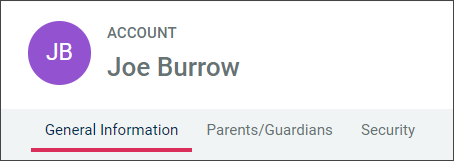 JB
ACCOUNT
Joe Burrow
General Information Parents/Guardians Security